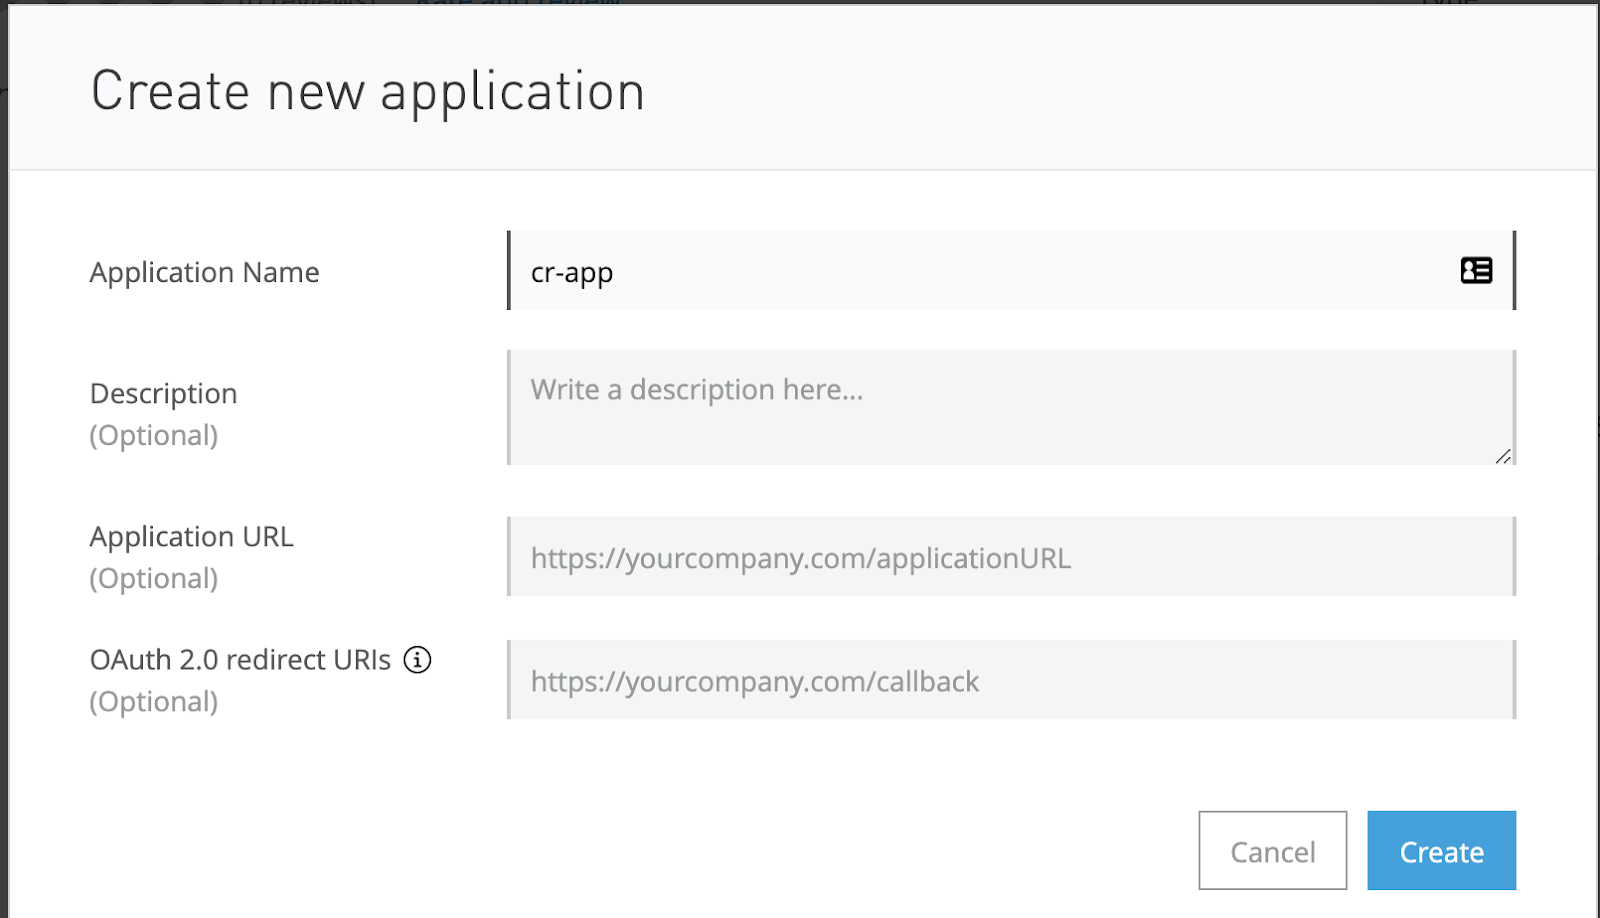 Create new application
Application Name
cr-app
Description
(Optional)
Write a description here...
Application URL
(Optional)
https://yourcompany.com/applicationURL
OAuth 2.0 redirect URIs
(Optional)
https://yourcompany.com/callback
Cancel
Create